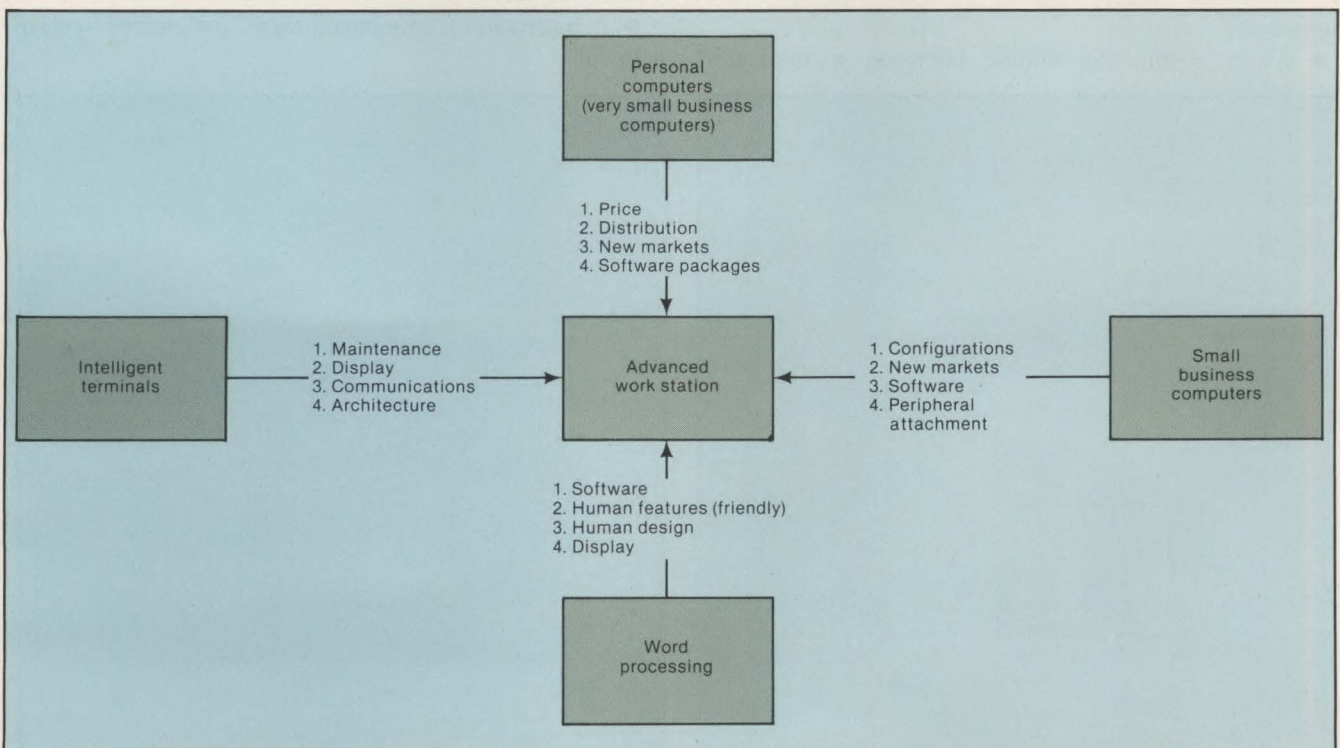 Personal
computers
(very small business
computers)
1. Price
2. Distribution
3. New markets
4. Software packages
Intelligent
terminals
1. Maintenance
2. Display
3. Communications
4. Architecture
Advanced
work station
1. Configurations
2. New markets
3. Software
4. Peripheral
attachment
Small
business
computers
1. Software
2. Human features (friendly)
3. Human design
4. Display
Word
processing